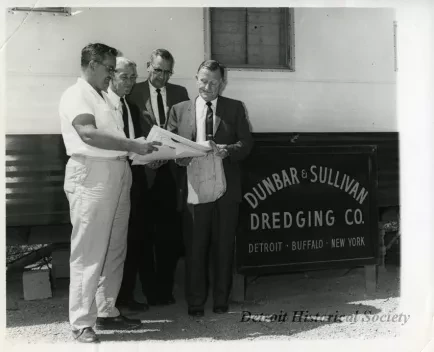 DUNBAR & SULLIVAN
DREDGING CO.
DETROIT · BUFFALO · NEW YORK
Detroit Historical Society